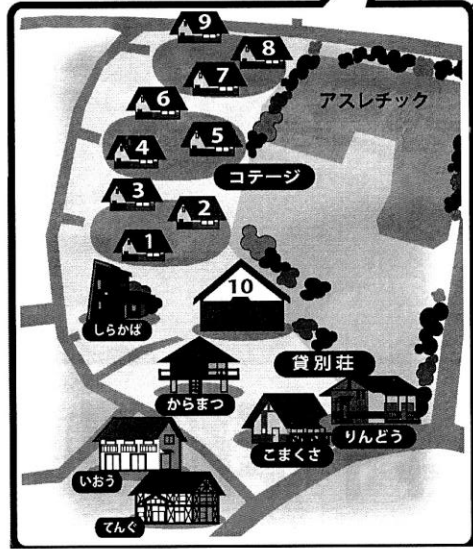 9
8
7
アスレチック
6
5
4
コテージ
3
2
1
10
しらかば
貸別荘
からまつ
りんどう
こまくさ
いおう
てんぐ